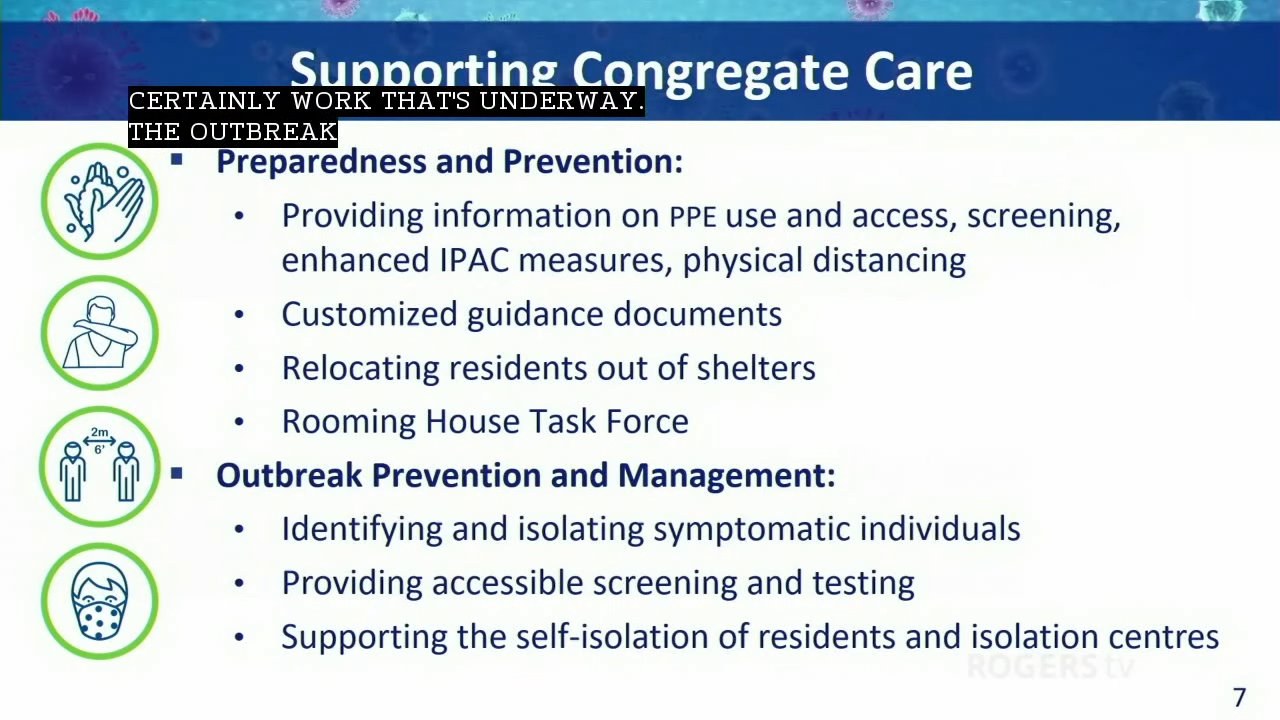 Supporting Congregate Care
CERTAINLY WORK THAT'S UNDERWAY.
THE OUTBREAK
▪ Preparedness and Prevention:
• Providing information on PPE use and access, screening,
enhanced IPAC measures, physical distancing
• Customized guidance documents
• Relocating residents out of shelters
• Rooming House Task Force
2m
6'
▪ Outbreak Prevention and Management:
• Identifying and isolating symptomatic individuals
• Providing accessible screening and testing
• Supporting the self-isolation of residents and isolation centres
ROGERS tv
7